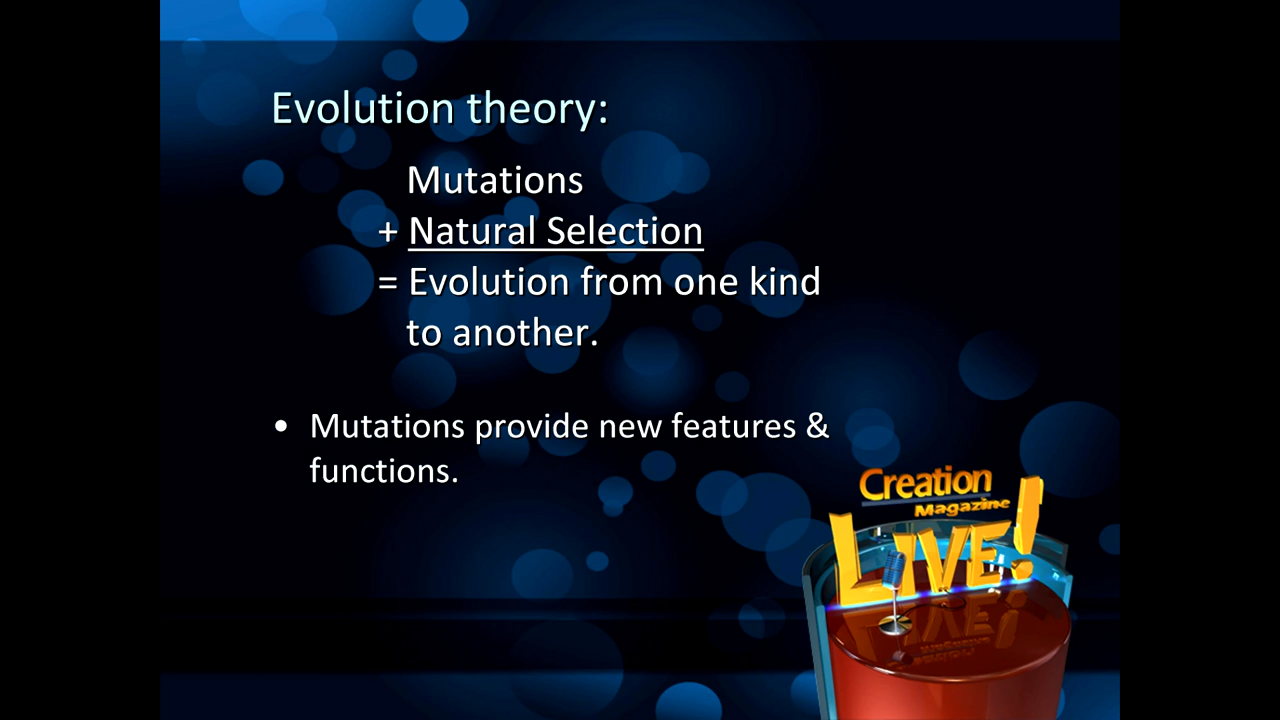 Evolution theory:
Mutations
+ Natural Selection
= Evolution from one kind
to another.
• Mutations provide new features &
functions.
Creation
Magazine
LIVE!